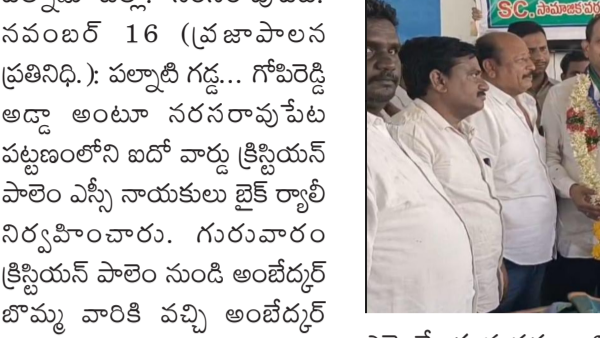 నవంబర్ 16 (ప్రజాపాలన
ప్రతినిధి.): పల్నాటి గడ్డ... గోపిరెడ్డి
అడ్డా అంటూ నరసరావుపేట
పట్టణంలోని ఐదో వార్డు క్రిస్టియన్
పాలెం ఎస్సీ నాయకులు బైక్ ర్యాలీ
నిర్వహించారు. గురువారం
క్రిస్టియన్ పాలెం నుండి అంబేద్కర్
బొమ్మ వారికి వచ్చి అంబేద్కర్
SC. సామాజిక